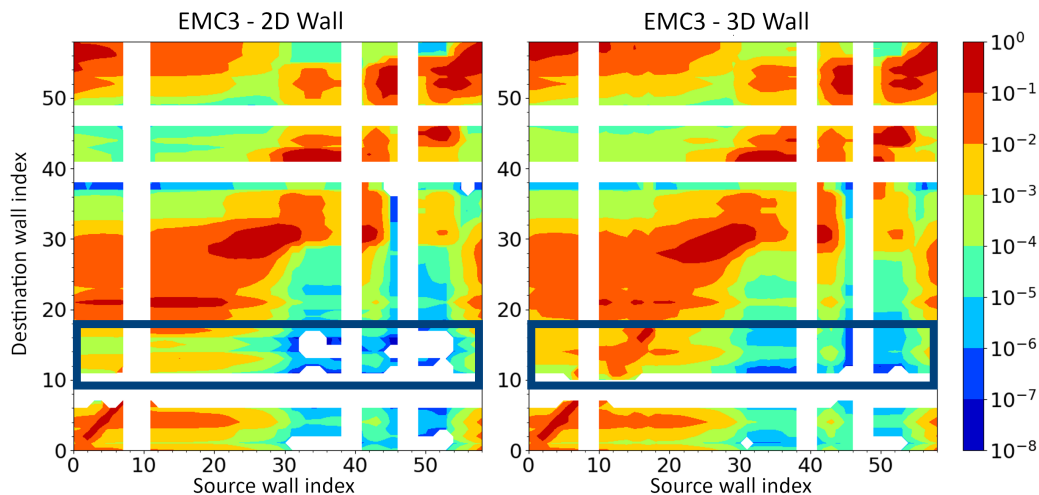 EMC3 - 2D Wall
EMC3 - 3D Wall
Destination wall index
50
40
30
20
10
0
0 10 20 30 40 50
Source wall index
0 10 20 30 40 50
Source wall index
10⁰
10⁻¹
10⁻²
10⁻³
10⁻⁴
10⁻⁵
10⁻⁶
10⁻⁷
10⁻⁸